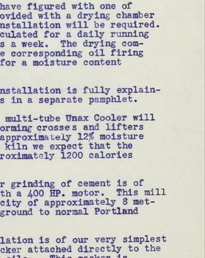 have figured with one of
ovided with a drying chamber
nstallation will be required.
culated for a daily running
s a week. The drying com-
e corresponding oil firing
for a moisture content
nstallation is fully explain-
s in a separate pamphlet.
multi-tube Unax Cooler will
orming crosses and lifters
approximately 12% moisture
kiln we expect that the
roximately 1200 calories
r grinding of cement is of
th a 400 HP. motor. This mill
city of approximately 8 met-
ground to normal Portland
lation is of our very simplest
cker attached directly to the